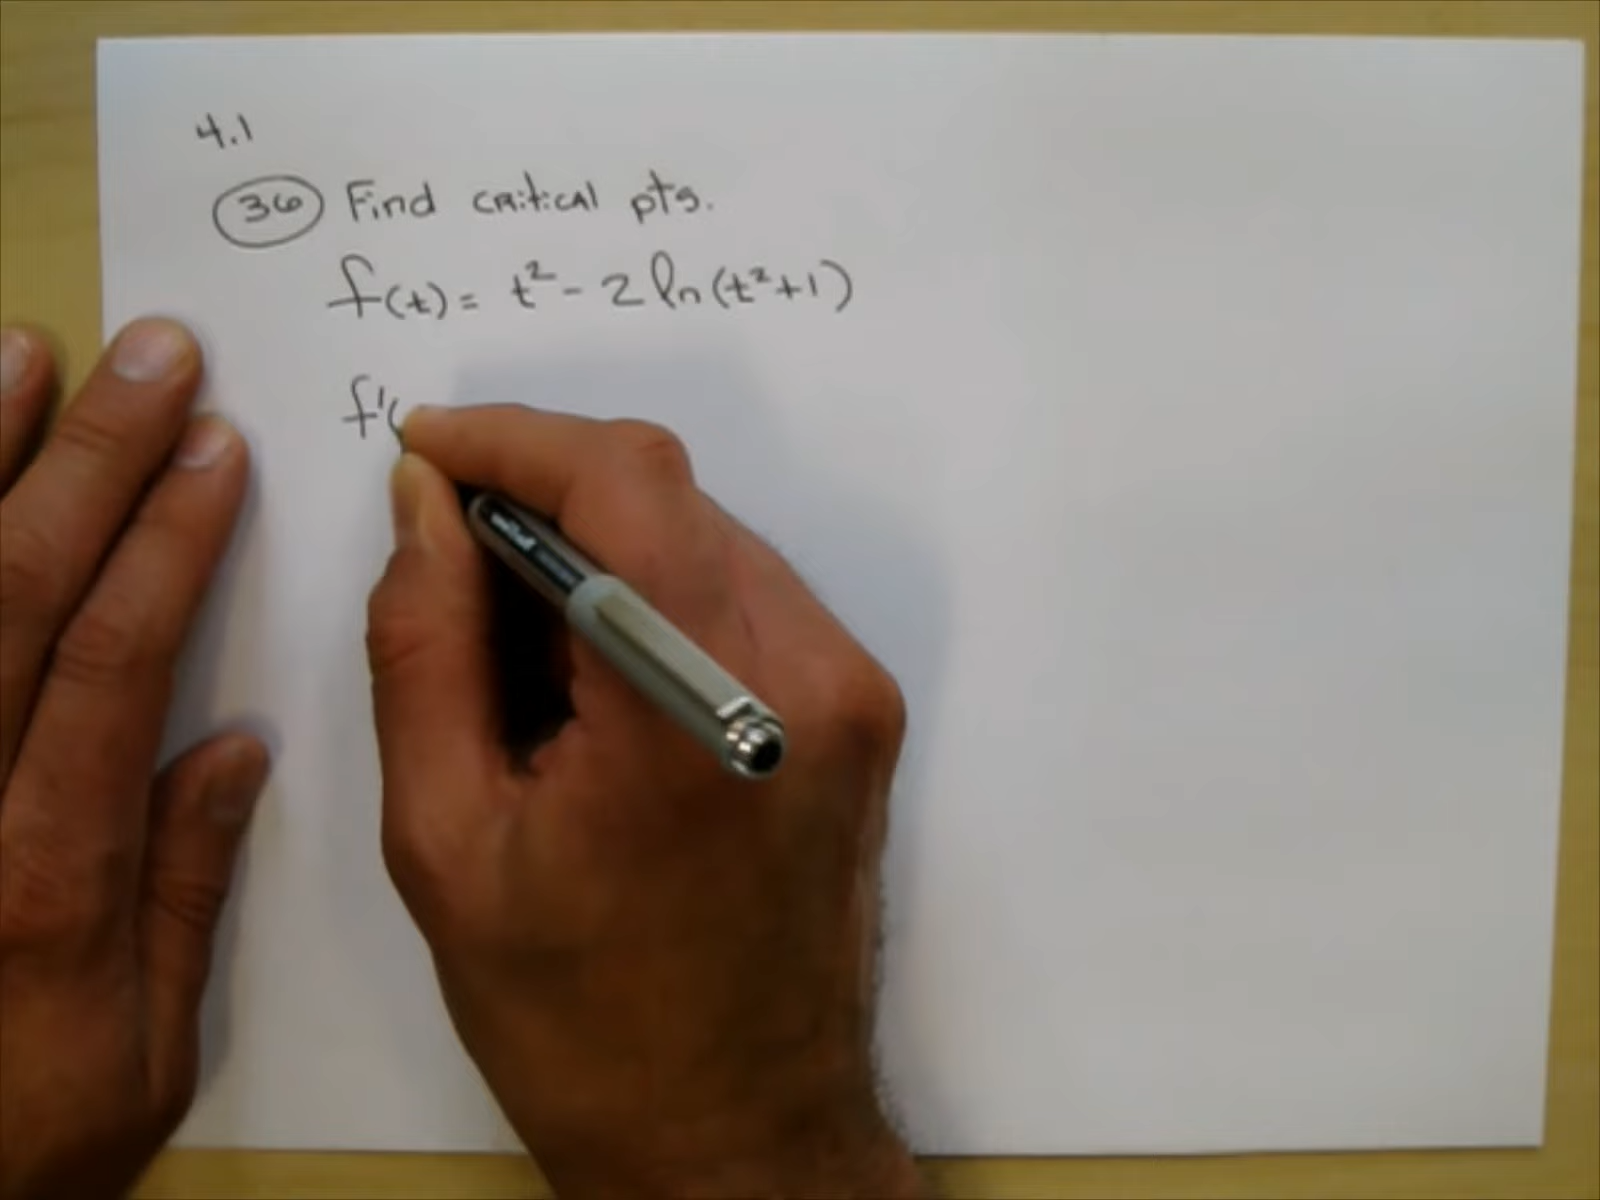 4.1
36 Find critical pts.
f(t) = t² - 2 ln(t²+1)
f'(